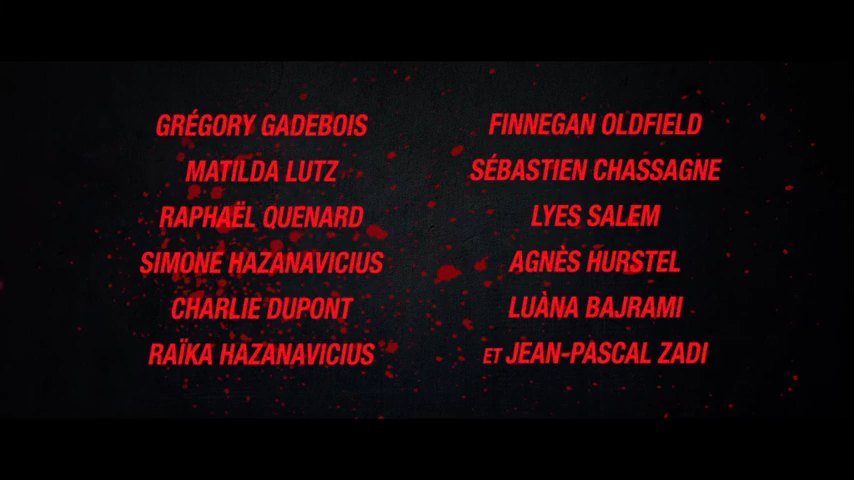 GRÉGORY GADEBOIS
MATILDA LUTZ
RAPHAËL QUENARD
SIMONE HAZANAVICIUS
CHARLIE DUPONT
RAÏKA HAZANAVICIUS
FINNEGAN OLDFIELD
SÉBASTIEN CHASSAGNE
LYES SALEM
AGNÈS HURSTEL
LUÀNA BAJRAMI
ET JEAN-PASCAL ZADI